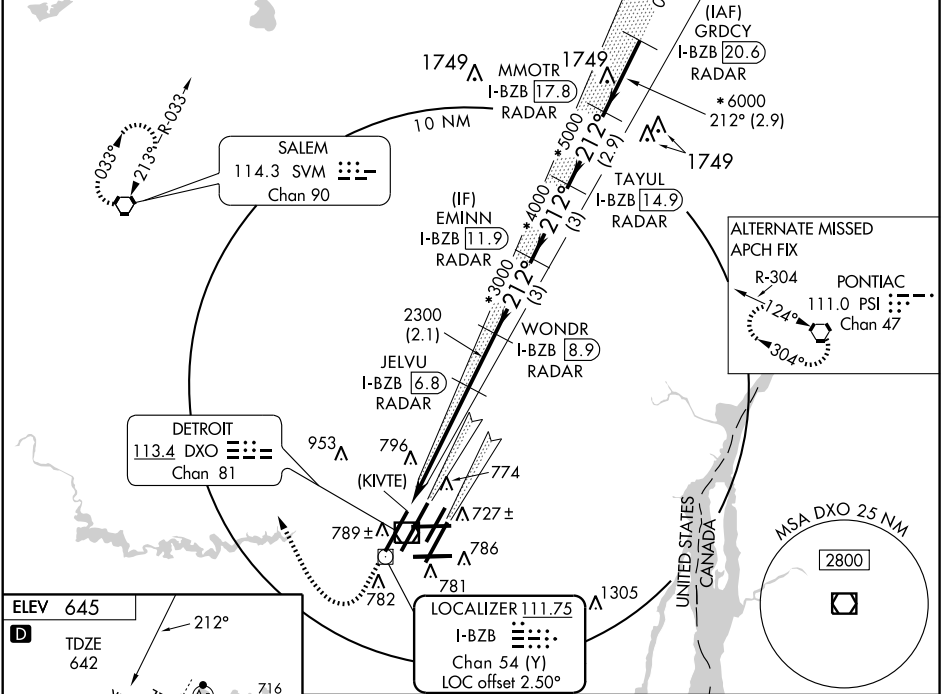 (IAF)
GRDCY
I-BZB 20.6
RADAR
1749
1749
MMOTR
I-BZB 17.8
RADAR
*6000
212° (2.9)
10 NM
R-033
033°
213°
SALEM
114.3 SVM
Chan 90
*5000
212°
(2.9)
1749
TAYUL
I-BZB 14.9
RADAR
(IF)
EMINN
I-BZB 11.9
RADAR
*4000
212°
(3)
ALTERNATE MISSED
APCH FIX
R-304
PONTIAC
111.0 PSI
Chan 47
124°
304°
*3000
212°
(3)
2300
(2.1)
WONDR
I-BZB 8.9
RADAR
JELVU
I-BZB 6.8
RADAR
DETROIT
113.4 DXO
Chan 81
953
796
774
(KIVTE)
727 ±
789 ±
786
781
782
1305
UNITED STATES
CANADA
MSA DXO 25 NM
2800
LOCALIZER 111.75
I-BZB
Chan 54 (Y)
LOC offset 2.50°
ELEV 645
D
TDZE
642
212°
716